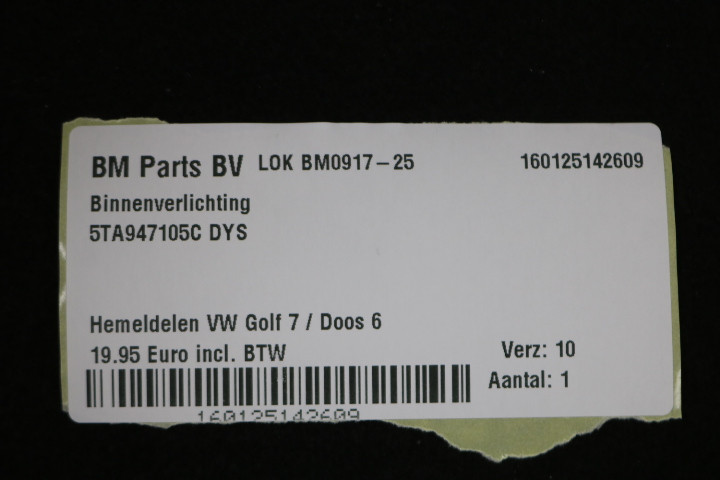 BM Parts BV LOK BM0917-25 160125142609
Binnenverlichting
5TA947105C DYS
Hemeldelen VW Golf 7 / Doos 6
19.95 Euro incl. BTW Verz: 10
Aantal: 1
160125142609